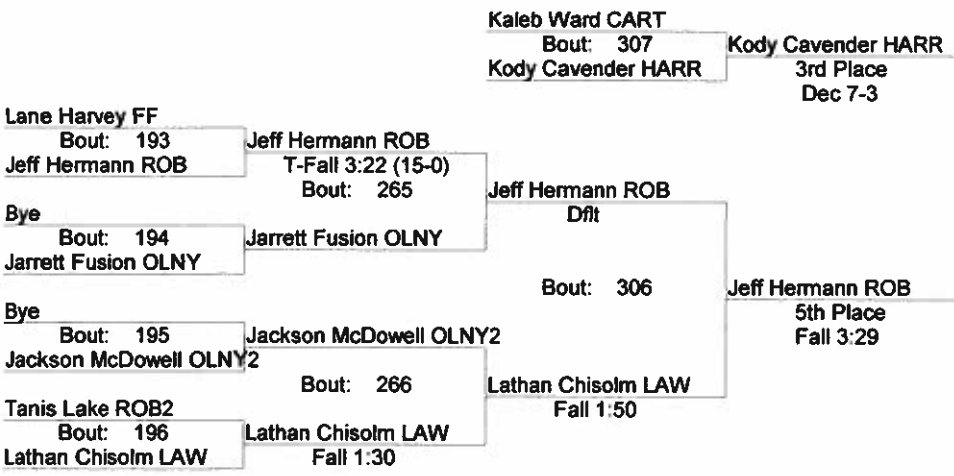 Kaleb Ward CART
Bout: 307
Kody Cavender HARR
Kody Cavender HARR
3rd Place
Dec 7-3
Lane Harvey FF
Bout: 193
Jeff Hermann ROB
Jeff Hermann ROB
T-Fall 3:22 (15-0)
Bout: 265
Jeff Hermann ROB
Dflt
Bye
Bout: 194
Jarrett Fusion OLNY
Jarrett Fusion OLNY
Bout: 306
Jeff Hermann ROB
5th Place
Fall 3:29
Bye
Bout: 195
Jackson McDowell OLNY2
Jackson McDowell OLNY2
Bout: 266
Lathan Chisolm LAW
Fall 1:50
Tanis Lake ROB2
Bout: 196
Lathan Chisolm LAW
Lathan Chisolm LAW
Fall 1:30